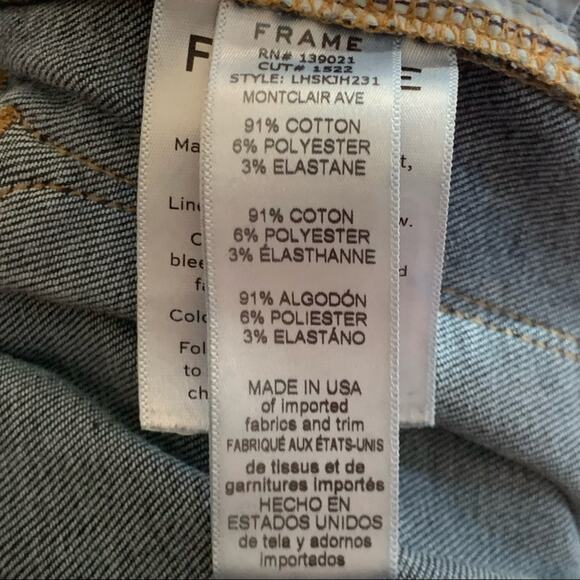 FRAME
RN# 139021
CUT# 1522
STYLE: LHSKJH231
MONTCLAIR AVE
91% COTTON
6% POLYESTER
3% ELASTANE
91% COTON
6% POLYESTER
3% ÉLASTHANNE
91% ALGODÓN
6% POLIESTER
3% ELASTÁNO
MADE IN USA
of imported
fabrics and trim
FABRIQUÉ AUX ÉTATS-UNIS
de tissus et de
garnitures importés
HECHO EN
ESTADOS UNIDOS
de tela y adornos
importados